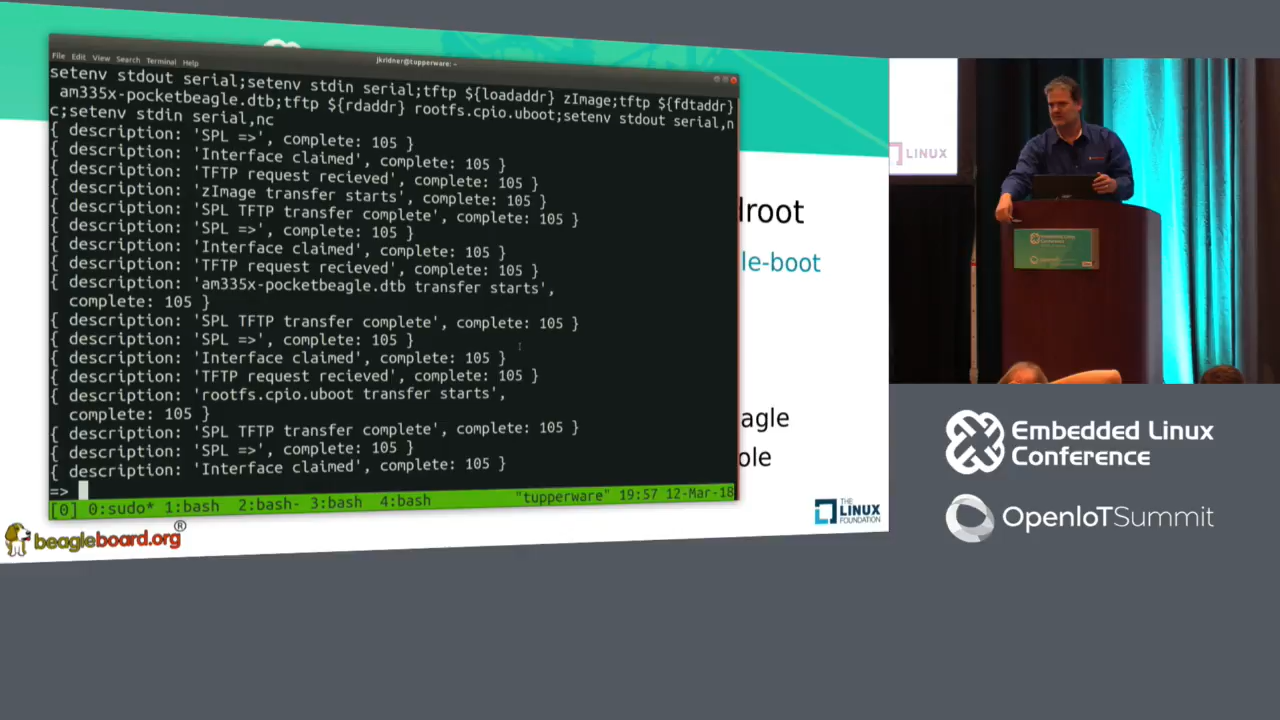 File Edit View Search Terminal Help
jkridner@tupperware: ~
setenv stdout serial;setenv stdin serial;tftp ${loadaddr} zImage;tftp ${fdtaddr}
am335x-pocketbeagle.dtb;tftp ${rdaddr} rootfs.cpio.uboot;setenv stdout serial,n
c;setenv stdin serial,nc
{ description: 'SPL =>', complete: 105 }
{ description: 'Interface claimed', complete: 105 }
{ description: 'TFTP request recieved', complete: 105 }
{ description: 'zImage transfer starts', complete: 105 }
{ description: 'SPL TFTP transfer complete', complete: 105 }
{ description: 'SPL =>', complete: 105 }
{ description: 'Interface claimed', complete: 105 }
{ description: 'TFTP request recieved', complete: 105 }
{ description: 'am335x-pocketbeagle.dtb transfer starts',
complete: 105 }
{ description: 'SPL TFTP transfer complete', complete: 105 }
{ description: 'SPL =>', complete: 105 }
{ description: 'Interface claimed', complete: 105 }
{ description: 'TFTP request recieved', complete: 105 }
{ description: 'rootfs.cpio.uboot transfer starts',
complete: 105 }
{ description: 'SPL TFTP transfer complete', complete: 105 }
{ description: 'SPL =>', complete: 105 }
{ description: 'Interface claimed', complete: 105 }
=>
[0] 0:sudo* 1:bash 2:bash- 3:bash 4:bash "tupperware" 19:57 12-Mar-18
lroot
le-boot
agle
ole
beagleboard.org®
THE
LINUX
FOUNDATION
LINUX
Embedded Linux
Conference
OpenIoTSummit